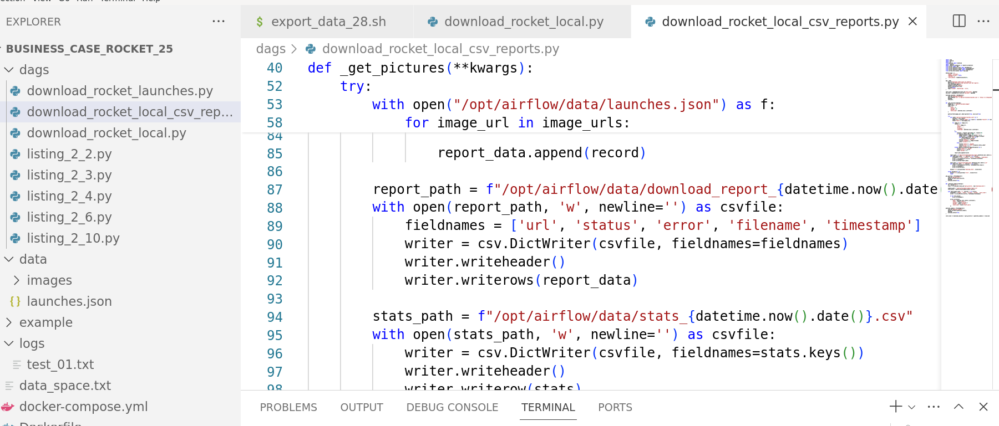 EXPLORER
BUSINESS_CASE_ROCKET_25
dags
download_rocket_launches.py
download_rocket_local_csv_rep...
download_rocket_local.py
listing_2_2.py
listing_2_3.py
listing_2_4.py
listing_2_6.py
listing_2_10.py
data
images
launches.json
example
logs
test_01.txt
data_space.txt
docker-compose.yml
Dockerfile
export_data_28.sh
download_rocket_local.py
download_rocket_local_csv_reports.py
dags > download_rocket_local_csv_reports.py
40 def _get_pictures(**kwargs):
52 try:
53 with open("/opt/airflow/data/launches.json") as f:
58 for image_url in image_urls:
84
85 report_data.append(record)
86
87 report_path = f"/opt/airflow/data/download_report_{datetime.now().date
88 with open(report_path, 'w', newline='') as csvfile:
89 fieldnames = ['url', 'status', 'error', 'filename', 'timestamp']
90 writer = csv.DictWriter(csvfile, fieldnames=fieldnames)
91 writer.writeheader()
92 writer.writerows(report_data)
93
94 stats_path = f"/opt/airflow/data/stats_{datetime.now().date()}.csv"
95 with open(stats_path, 'w', newline='') as csvfile:
96 writer = csv.DictWriter(csvfile, fieldnames=stats.keys())
97 writer.writeheader()
98 writer.writerow(stats)
PROBLEMS OUTPUT DEBUG CONSOLE TERMINAL PORTS